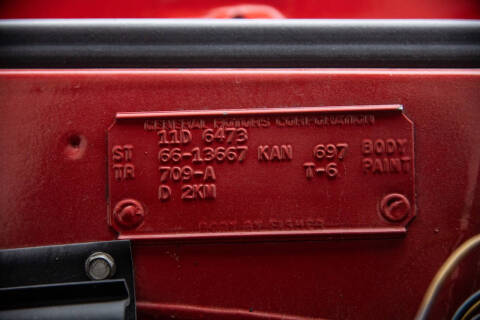 GENERAL MOTORS CORPORATION
11D 6473
ST 66-13667 KAN 697 BODY
TR 709-A T-6 PAINT
D 2KM
BODY BY FISHER